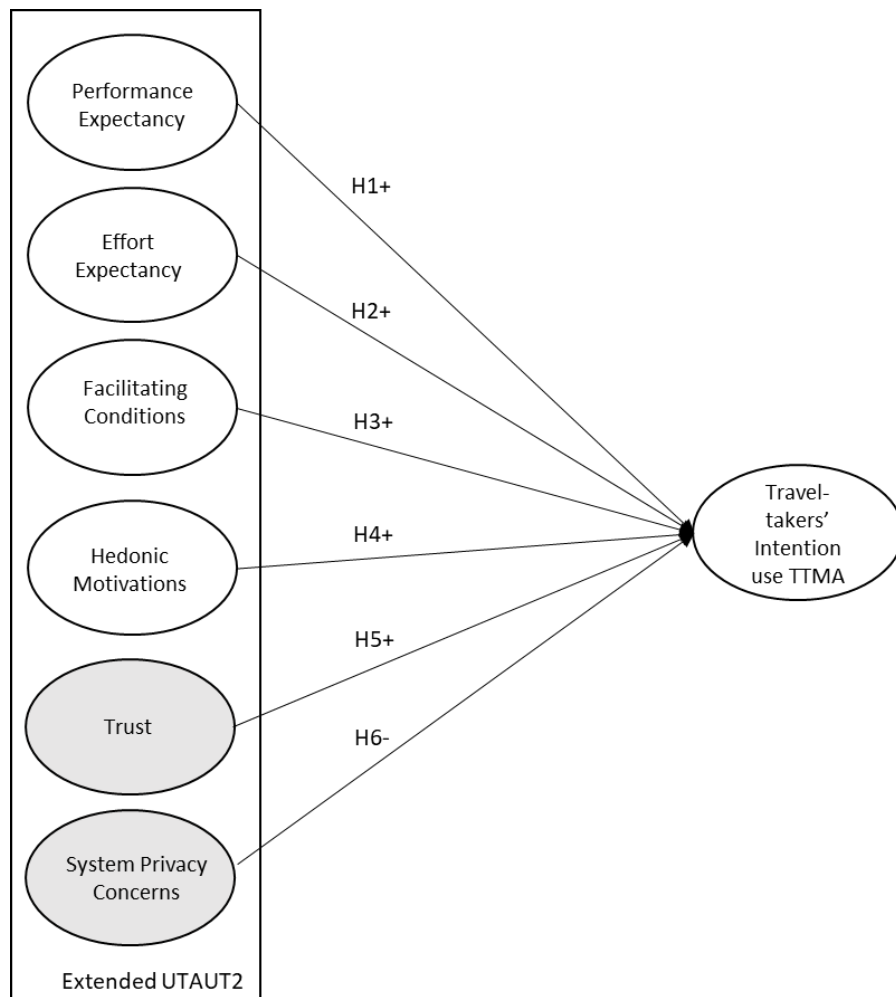 Performance
Expectancy
H1+
Effort
Expectancy
H2+
Facilitating
Conditions
H3+
Hedonic
Motivations
H4+
Travel-
takers'
Intention
use TTMA
Trust
H5+
System Privacy
Concerns
H6-
Extended UTAUT2